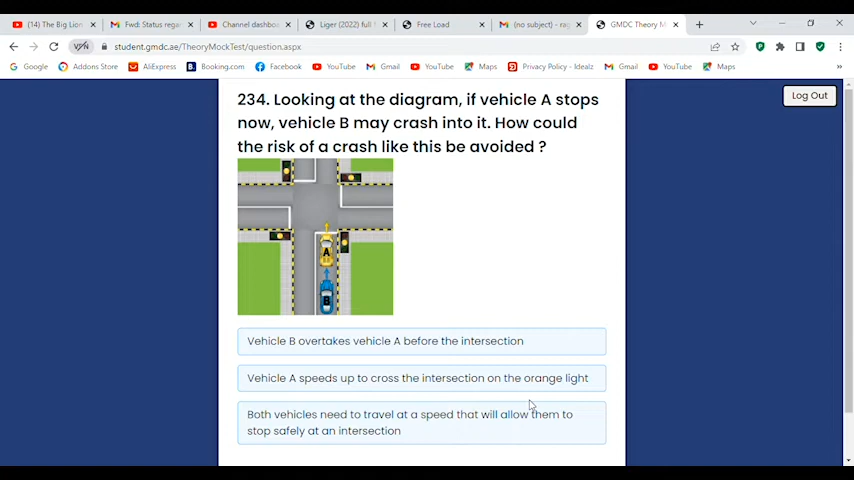 (14) The Big Lion
Fwd: Status regar
Channel dashboa
Liger (2022) full f
Free Load
(no subject) - rag
GMDC Theory M
VPN
student.gmdc.ae/TheoryMockTest/question.aspx
Google
Addons Store
AliExpress
Booking.com
Facebook
YouTube
Gmail
YouTube
Maps
Privacy Policy - Idealz
Gmail
YouTube
Maps
»
Log Out
234. Looking at the diagram, if vehicle A stops
now, vehicle B may crash into it. How could
the risk of a crash like this be avoided ?
A
B
Vehicle B overtakes vehicle A before the intersection
Vehicle A speeds up to cross the intersection on the orange light
Both vehicles need to travel at a speed that will allow them to
stop safely at an intersection